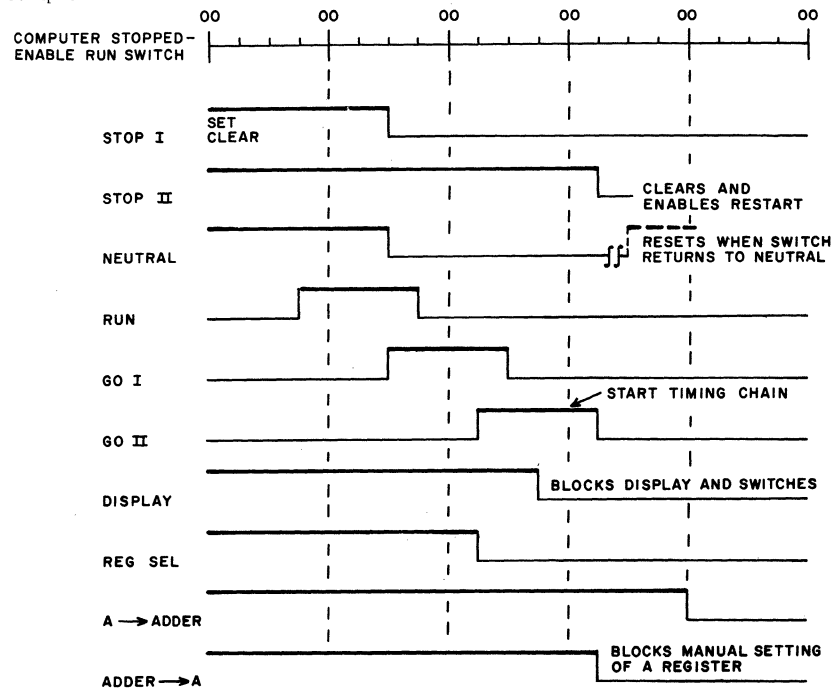 00 00 00 00 00 00
COMPUTER STOPPED-
ENABLE RUN SWITCH
SET
CLEAR
STOP I
STOP II
CLEARS AND
ENABLES RESTART
NEUTRAL
RESETS WHEN SWITCH
RETURNS TO NEUTRAL
RUN
GO I
START TIMING CHAIN
GO II
DISPLAY
BLOCKS DISPLAY AND SWITCHES
REG SEL
A → ADDER
ADDER → A
BLOCKS MANUAL SETTING
OF A REGISTER